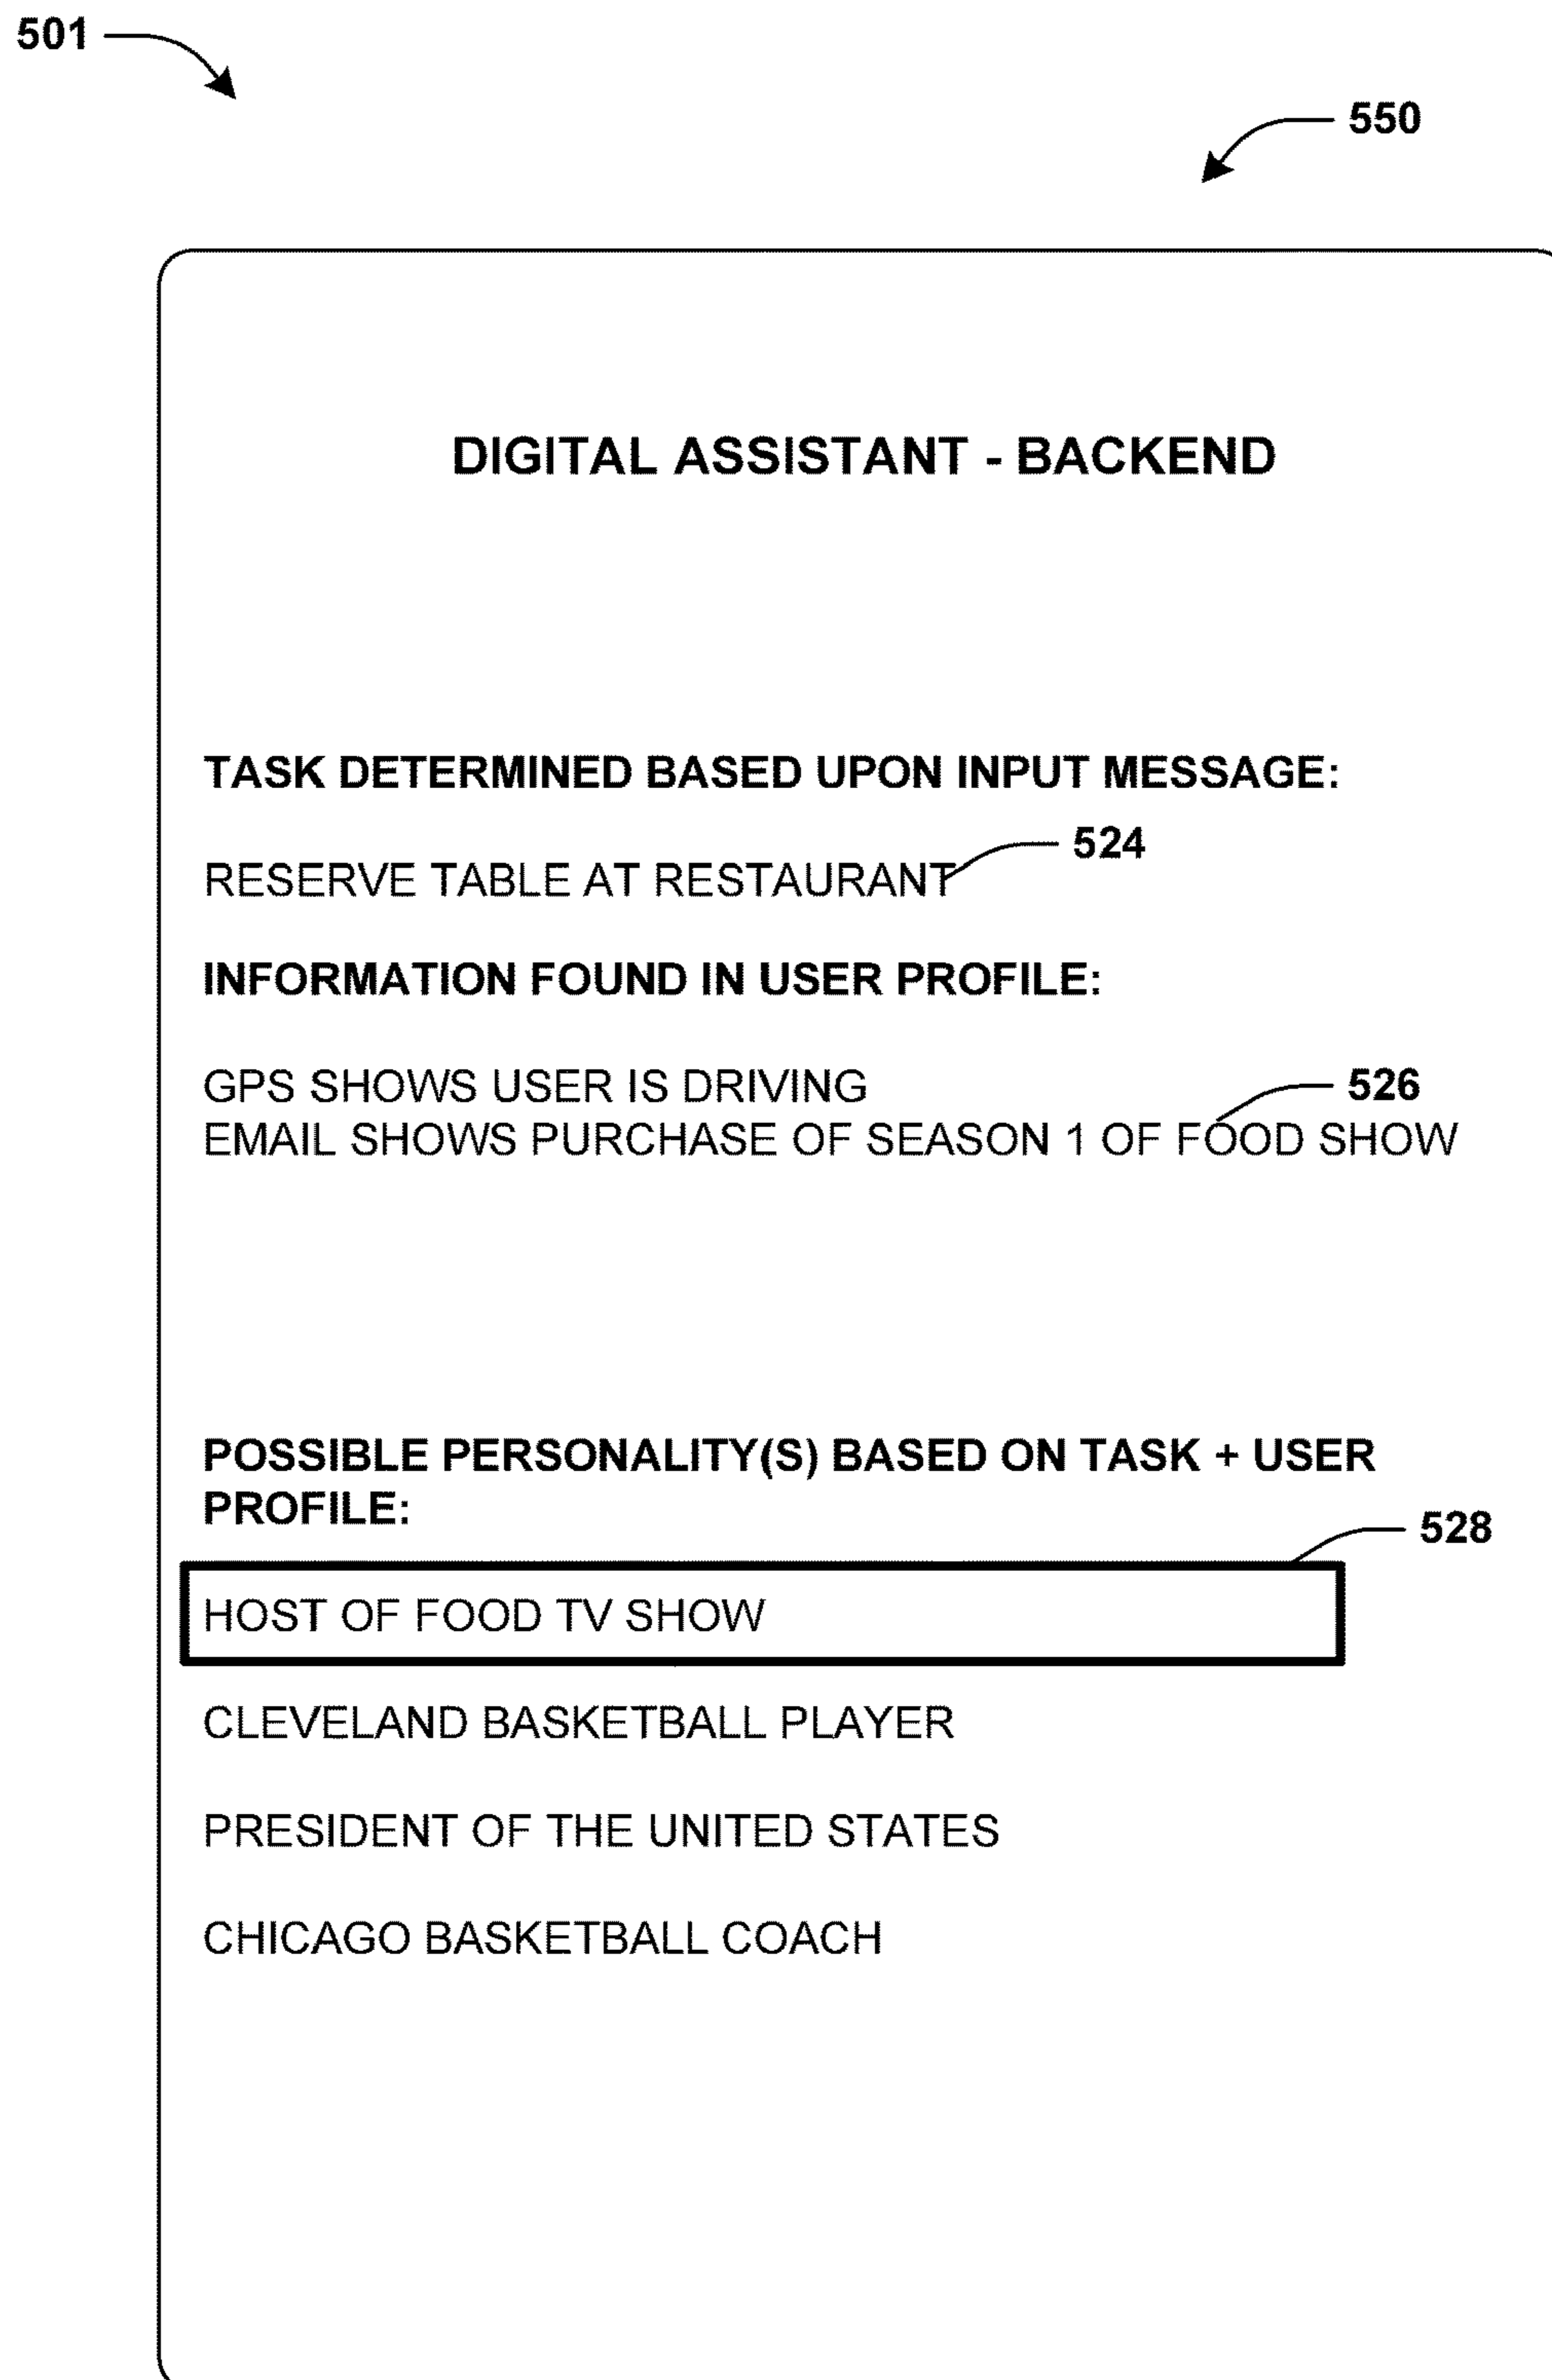 501
550
DIGITAL ASSISTANT - BACKEND
TASK DETERMINED BASED UPON INPUT MESSAGE:
524
RESERVE TABLE AT RESTAURANT
INFORMATION FOUND IN USER PROFILE:
GPS SHOWS USER IS DRIVING
526
EMAIL SHOWS PURCHASE OF SEASON 1 OF FOOD SHOW
POSSIBLE PERSONALITY(S) BASED ON TASK + USER
PROFILE:
528
HOST OF FOOD TV SHOW
CLEVELAND BASKETBALL PLAYER
PRESIDENT OF THE UNITED STATES
CHICAGO BASKETBALL COACH